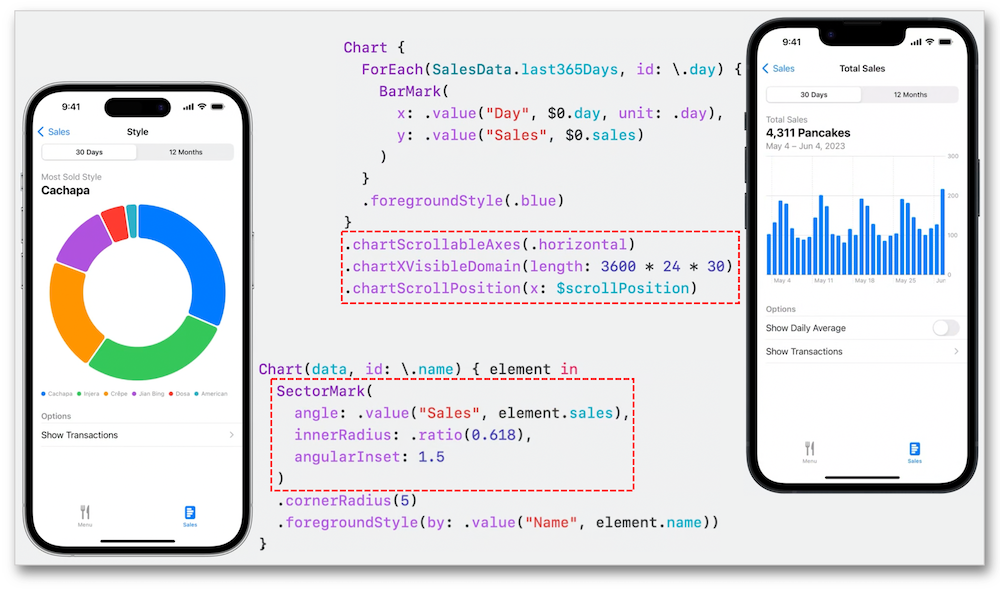 9:41
Sales
Style
30 Days
12 Months
Most Sold Style
Cachapa
Cachapa Injera Crêpe Jian Bing Dosa American
Options
Show Transactions
Menu
Sales
Chart {
ForEach(SalesData.last365Days, id: \.day) {
BarMark(
x: .value("Day", $0.day, unit: .day),
y: .value("Sales", $0.sales)
)
}
.foregroundStyle(.blue)
}
.chartScrollableAxes(.horizontal)
.chartXVisibleDomain(length: 3600 * 24 * 30)
.chartScrollPosition(x: $scrollPosition)
Chart(data, id: \.name) { element in
SectorMark(
angle: .value("Sales", element.sales),
innerRadius: .ratio(0.618),
angularInset: 1.5
)
.cornerRadius(5)
.foregroundStyle(by: .value("Name", element.name))
}
9:41
Sales
Total Sales
30 Days
12 Months
Total Sales
4,311 Pancakes
May 4 – Jun 4, 2023
300
200
100
0
May 4
May 11
May 18
May 25
Jun
Options
Show Daily Average
Show Transactions
Menu
Sales